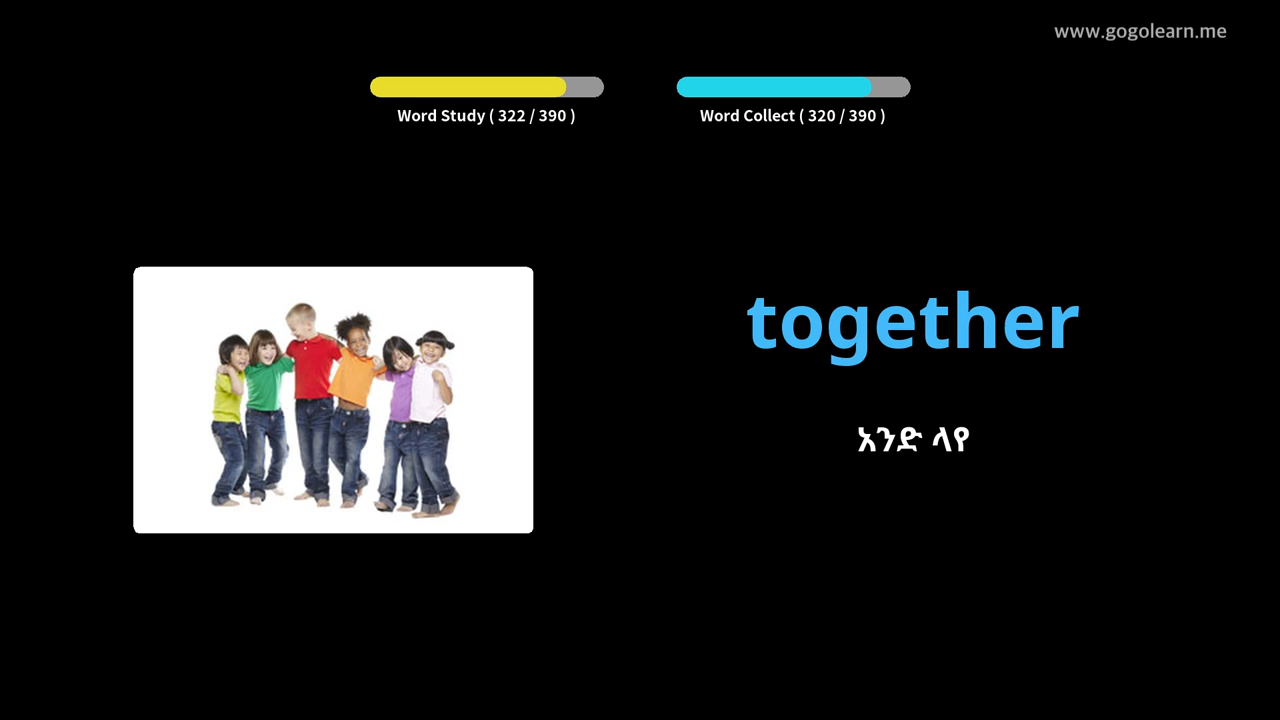 www.gogolearn.me
Word Study ( 322 / 390 )
Word Collect ( 320 / 390 )
together
አንድ ላየ